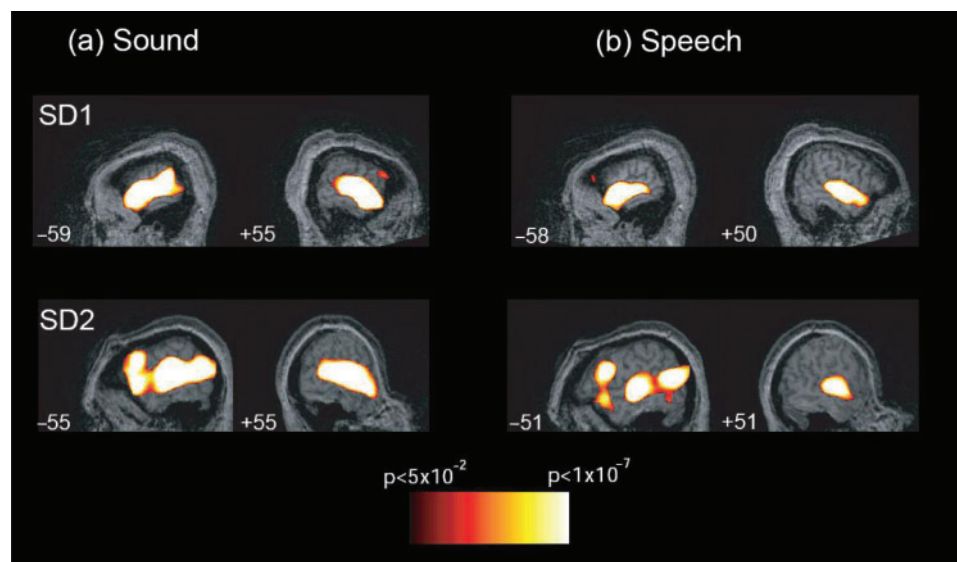 (a) Sound
(b) Speech
SD1
−59
+55
−58
+50
SD2
−55
+55
−51
+51
p<5x10⁻²
p<1x10⁻⁷